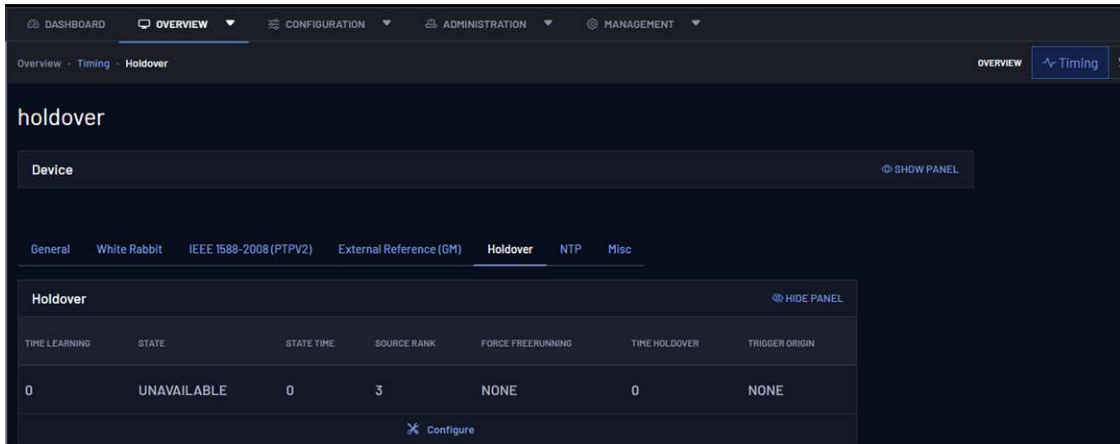 DASHBOARD OVERVIEW CONFIGURATION ADMINISTRATION MANAGEMENT
Overview · Timing · Holdover OVERVIEW Timing
holdover
Device SHOW PANEL
General White Rabbit IEEE 1588-2008 (PTPV2) External Reference (GM) Holdover NTP Misc
Holdover HIDE PANEL
TIME LEARNING STATE STATE TIME SOURCE RANK FORCE FREERUNNING TIME HOLDOVER TRIGGER ORIGIN
0 UNAVAILABLE 0 3 NONE 0 NONE
Configure